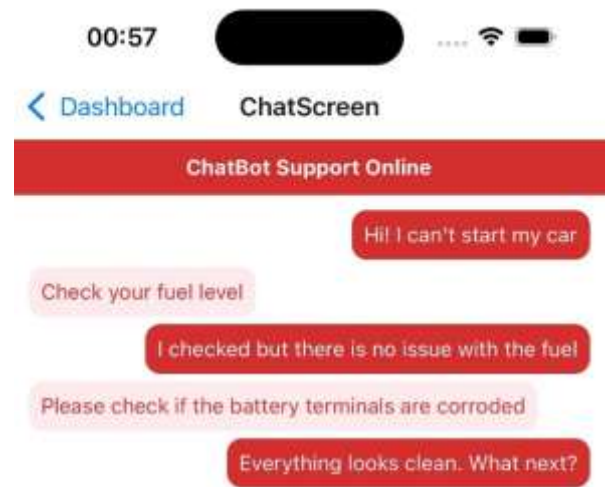 00:57
Dashboard ChatScreen
ChatBot Support Online
Hi! I can't start my car
Check your fuel level
I checked but there is no issue with the fuel
Please check if the battery terminals are corroded
Everything looks clean. What next?